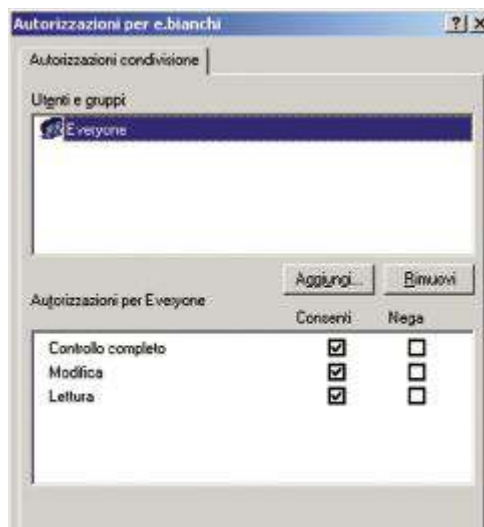 Autorizzazioni per e.bianchi
Autorizzazioni condivisione
Utenti e gruppi
Everyone
Aggiungi... Rimuovi
Autorizzazioni per Everyone
Consenti Nega
Controllo completo
Modifica
Lettura